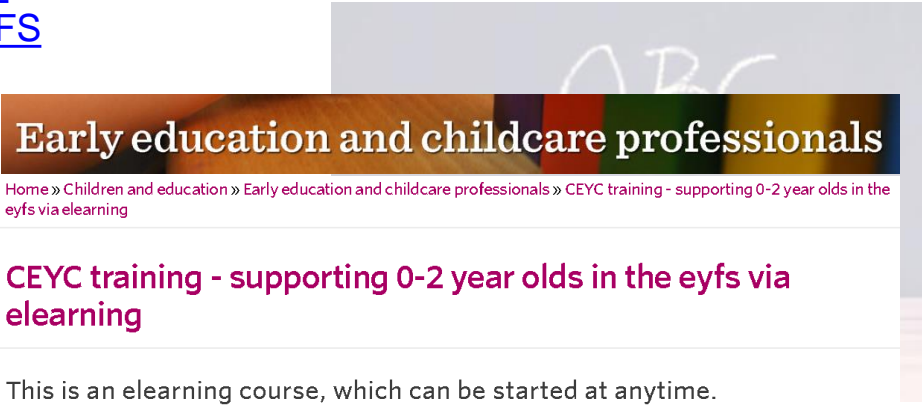 FS
ABC
Early education and childcare professionals
Home » Children and education » Early education and childcare professionals » CEYC training - supporting 0-2 year olds in the
eyfs via elearning
CEYC training - supporting 0-2 year olds in the eyfs via
elearning
This is an elearning course, which can be started at anytime.